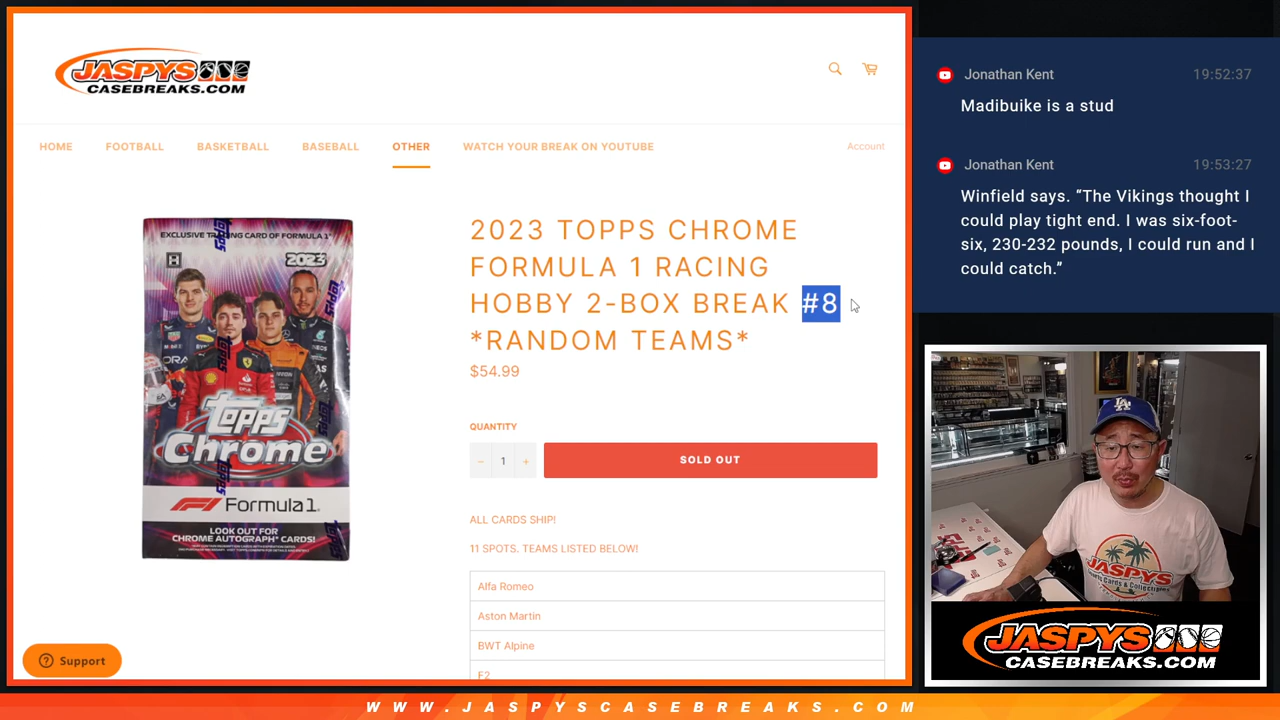 JASPYS
CASEBREAKS.COM
HOME
FOOTBALL
BASKETBALL
BASEBALL
OTHER
WATCH YOUR BREAK ON YOUTUBE
Account
EXCLUSIVE TRADING CARD OF FORMULA 1
H
2023
topps
Chrome
F1 Formula 1
LOOK OUT FOR
CHROME AUTOGRAPH CARDS!
2023 TOPPS CHROME
FORMULA 1 RACING
HOBBY 2-BOX BREAK #8
*RANDOM TEAMS*
$54.99
QUANTITY
− 1 +
SOLD OUT
ALL CARDS SHIP!
11 SPOTS. TEAMS LISTED BELOW!
Alfa Romeo
Aston Martin
BWT Alpine
F2
Support
Jonathan Kent 19:52:37
Madibuike is a stud
Jonathan Kent 19:53:27
Winfield says. “The Vikings thought I
could play tight end. I was six-foot-
six, 230-232 pounds, I could run and I
could catch.”
LA
JASPYS
JASPYS
CASEBREAKS.COM
WWW.JASPYSCASEBREAKS.COM